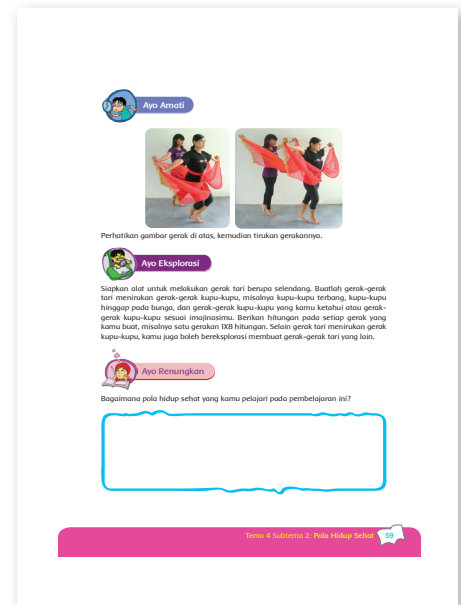 Ayo Amati
Perhatikan gambar gerak di atas, kemudian tirukan gerakannya.
Ayo Eksplorasi
Siapkan alat untuk melakukan gerak tari berupa selendang. Buatlah gerak-gerak
tari menirukan gerak-gerak kupu-kupu, misalnya kupu-kupu terbang, kupu-kupu
hinggap pada bunga, dan gerak-gerak kupu-kupu yang kamu ketahui atau gerak-
gerak kupu-kupu sesuai imajinasimu. Berikan hitungan pada setiap gerak yang
kamu buat, misalnya satu gerakan 1X8 hitungan. Selain gerak tari menirukan gerak
kupu-kupu, kamu juga boleh bereksplorasi membuat gerak-gerak tari yang lain.
Ayo Renungkan
Bagaimana pola hidup sehat yang kamu pelajari pada pembelajaran ini?
Tema 4 Subtema 2: Pola Hidup Sehat 59